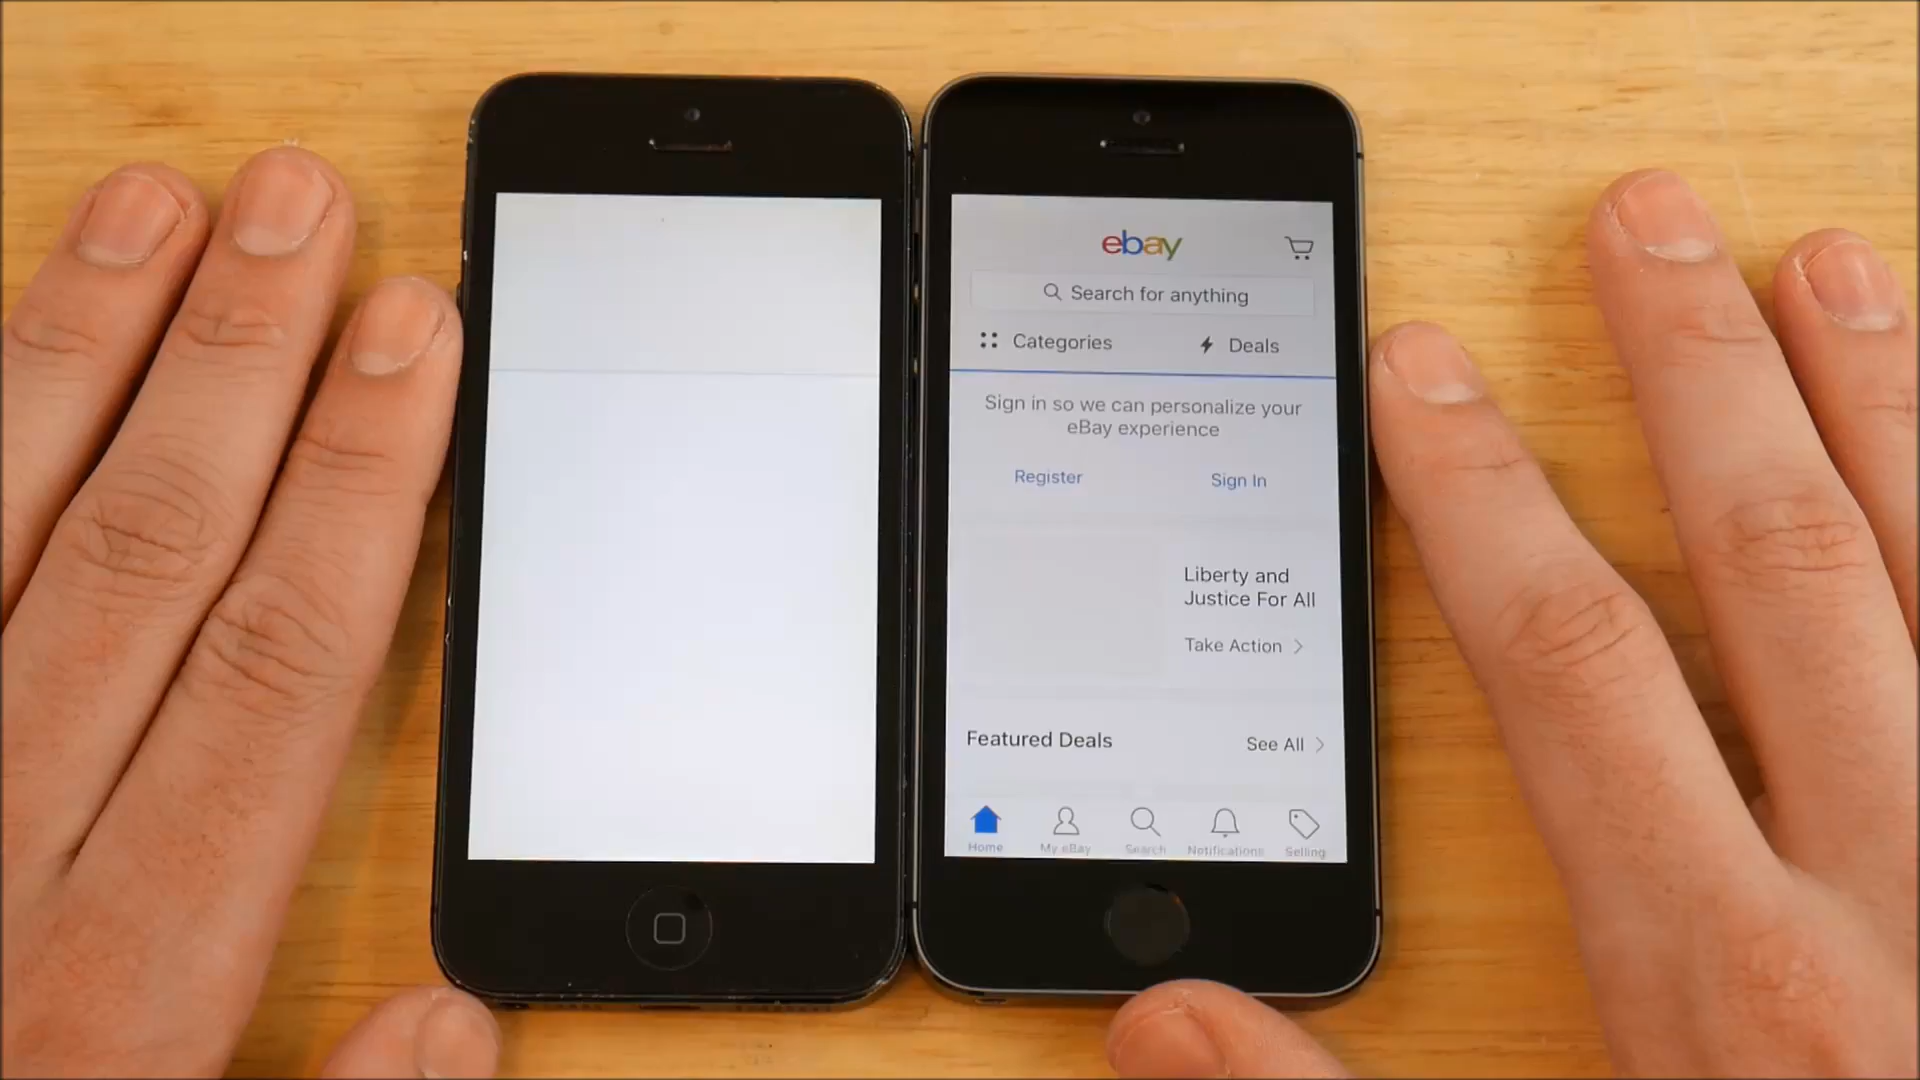 ebay
Search for anything
Categories
Deals
Sign in so we can personalize your
eBay experience
Register
Sign In
Liberty and
Justice For All
Take Action
Featured Deals
See All
Home
My eBay
Search
Notifications
Selling